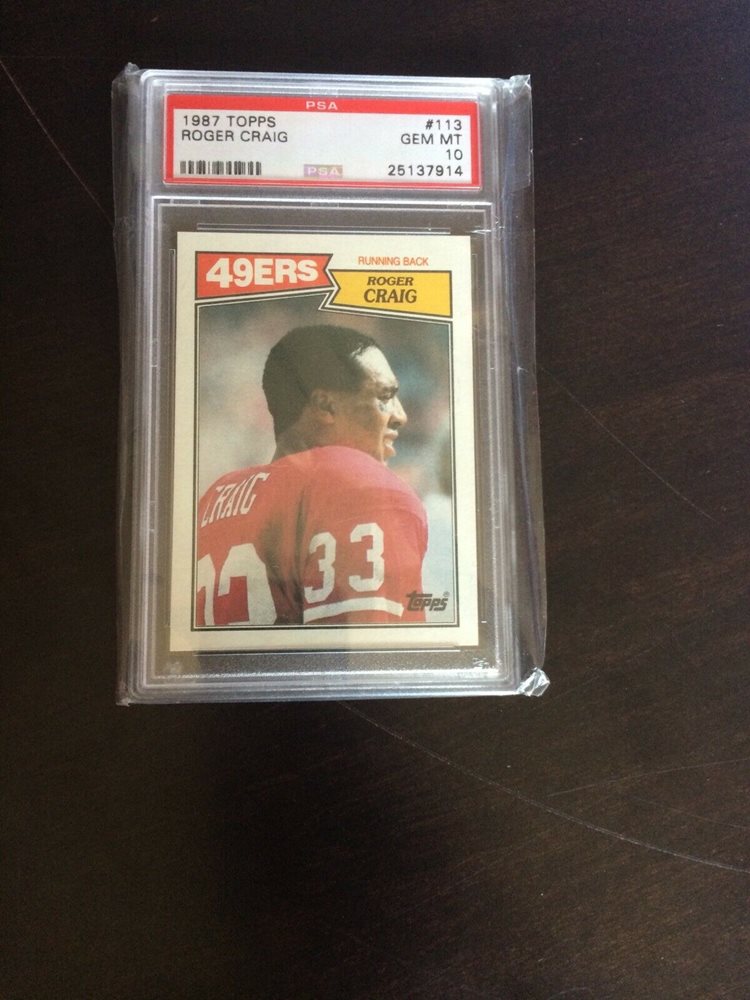 PSA
1987 TOPPS #113
ROGER CRAIG GEM MT
10
PSA 25137914
49ERS
RUNNING BACK
ROGER
CRAIG
CRAIG
33
33
topps®